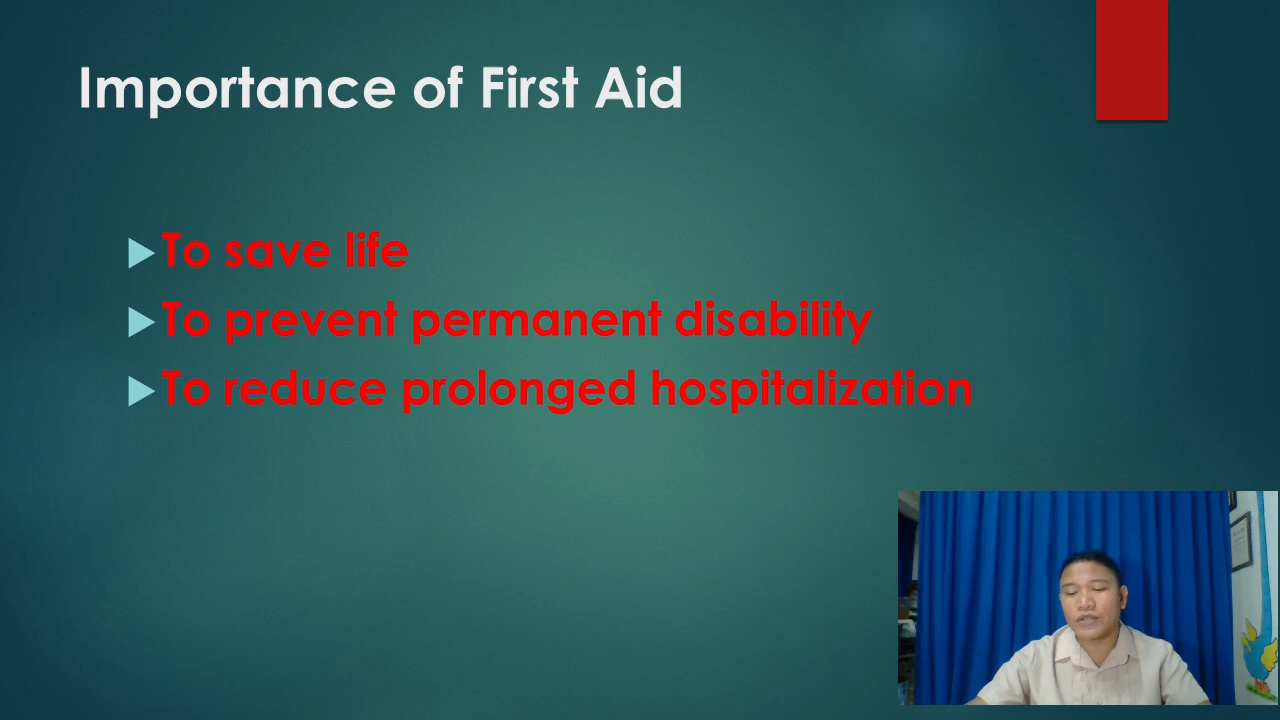 Importance of First Aid
To save life
To prevent permanent disability
To reduce prolonged hospitalization